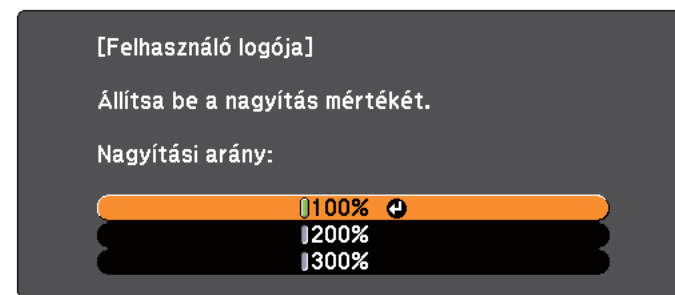 [Felhasználó logója]
Állítsa be a nagyítás mértékét.
Nagyítási arány:
100%
200%
300%